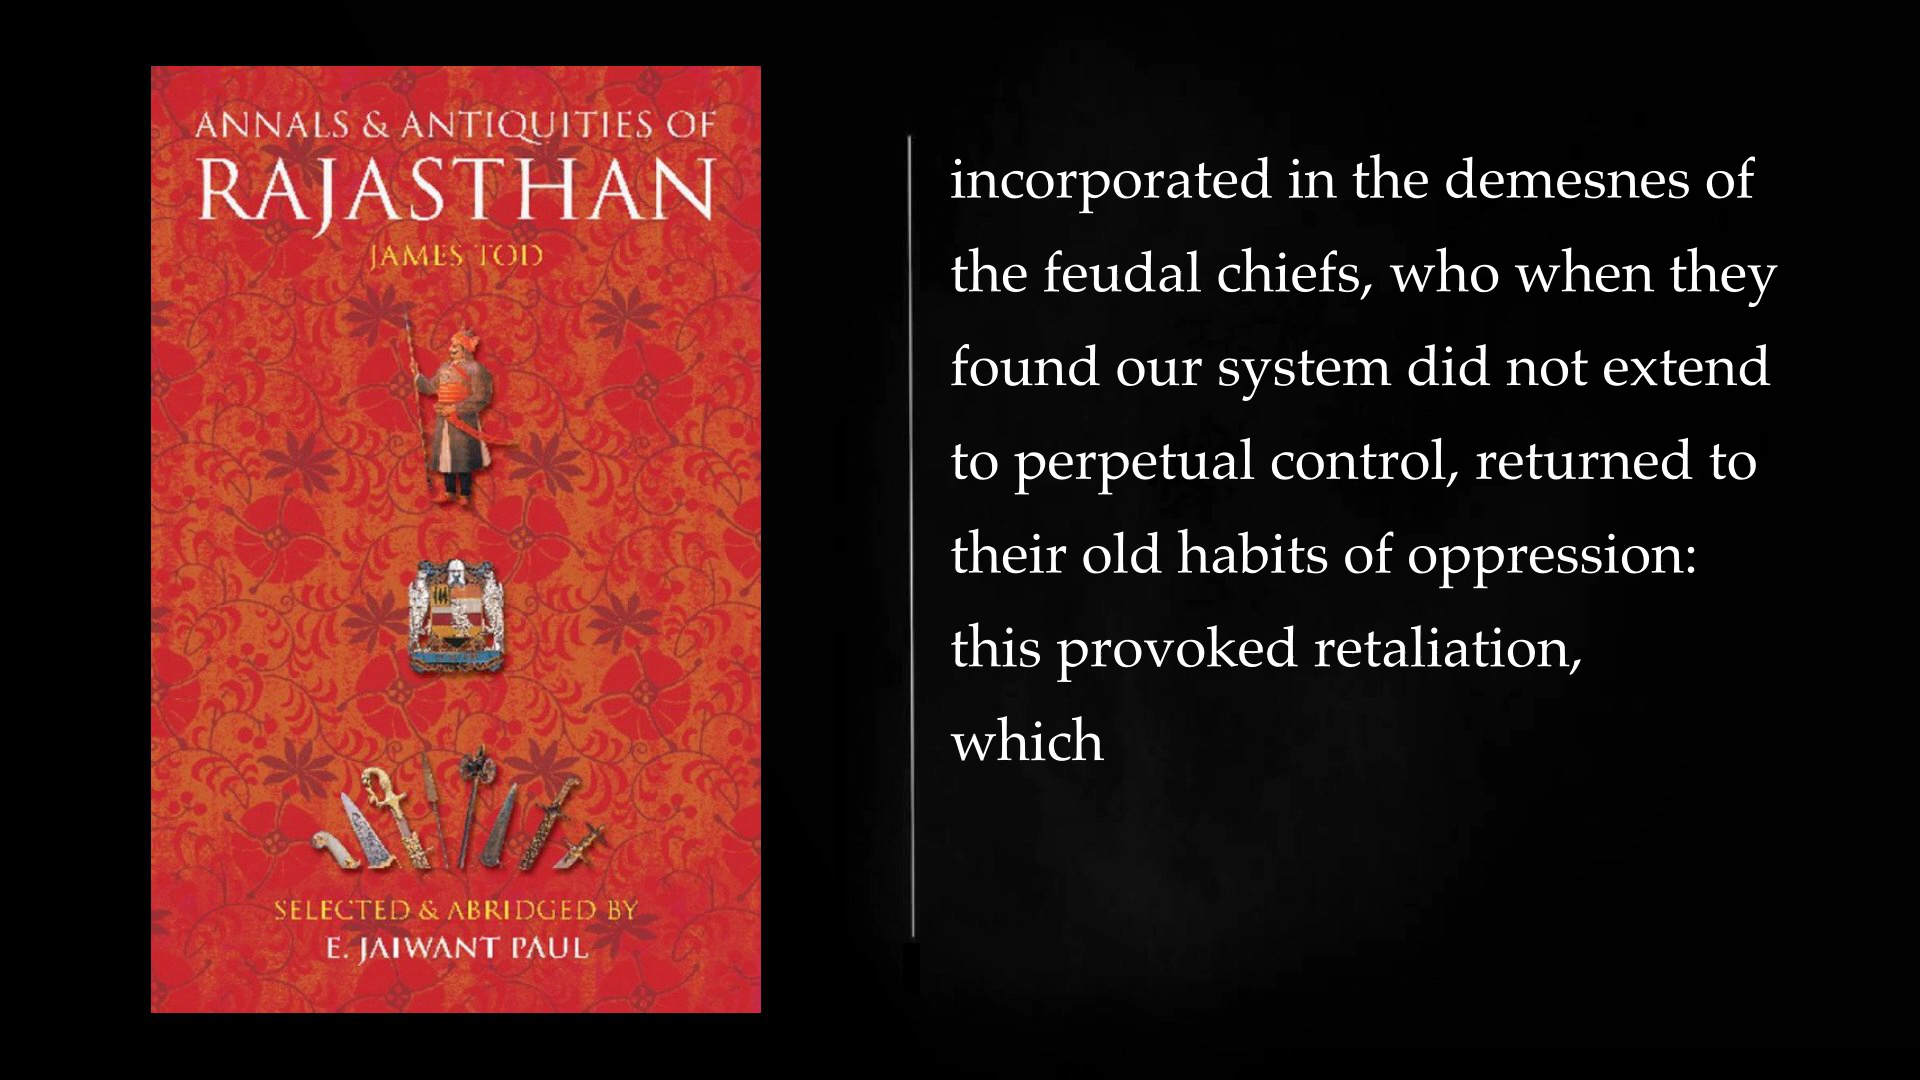 ANNALS & ANTIQUITIES OF
RAJASTHAN
JAMES TOD
SELECTED & ABRIDGED BY
E. JAIWANT PAUL
incorporated in the demesnes of
the feudal chiefs, who when they
found our system did not extend
to perpetual control, returned to
their old habits of oppression:
this provoked retaliation,
which